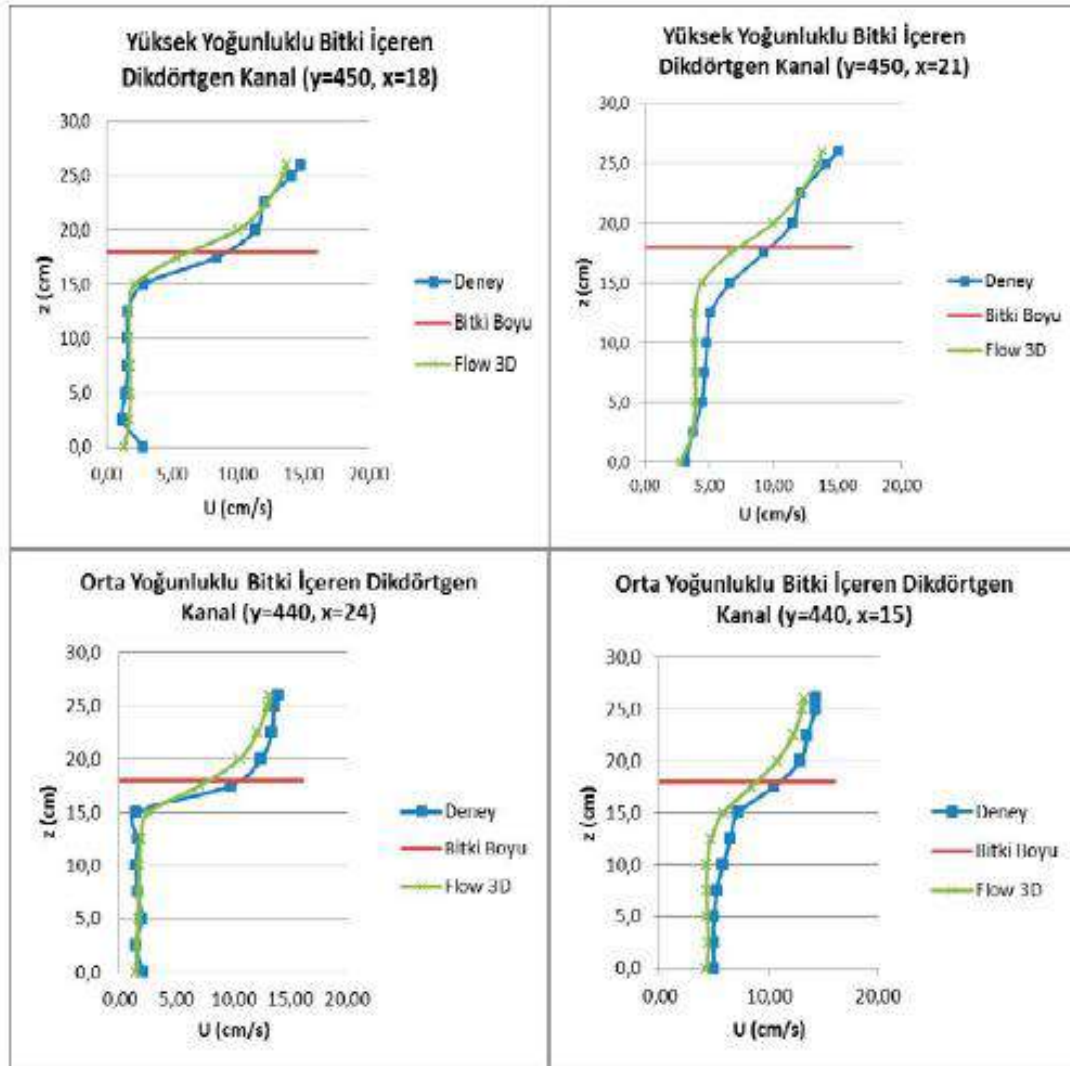 Yüksek Yoğunluklu Bitki İçeren
Dikdörtgen Kanal (y=450, x=18)
30,0
25,0
20,0
15,0
10,0
5,0
0,0
z (cm)
0,00 5,00 10,00 15,00 20,00
U (cm/s)
Deney
Bitki Boyu
Flow 3D
Yüksek Yoğunluklu Bitki İçeren
Dikdörtgen Kanal (y=450, x=21)
30,0
25,0
20,0
15,0
10,0
5,0
0,0
z (cm)
0,00 5,00 10,00 15,00 20,00
U (cm/s)
Deney
Bitki Boyu
Flow 3D
Orta Yoğunluklu Bitki İçeren Dikdörtgen
Kanal (y=440, x=24)
30,0
25,0
20,0
15,0
10,0
5,0
0,0
z (cm)
0,00 5,00 10,00 15,00 20,00
U (cm/s)
Deney
Bitki Boyu
Flow 3D
Orta Yoğunluklu Bitki İçeren Dikdörtgen
Kanal (y=440, x=15)
30,0
25,0
20,0
15,0
10,0
5,0
0,0
z (cm)
0,00 10,00 20,00
U (cm/s)
Deney
Bitki Boyu
Flow 3D